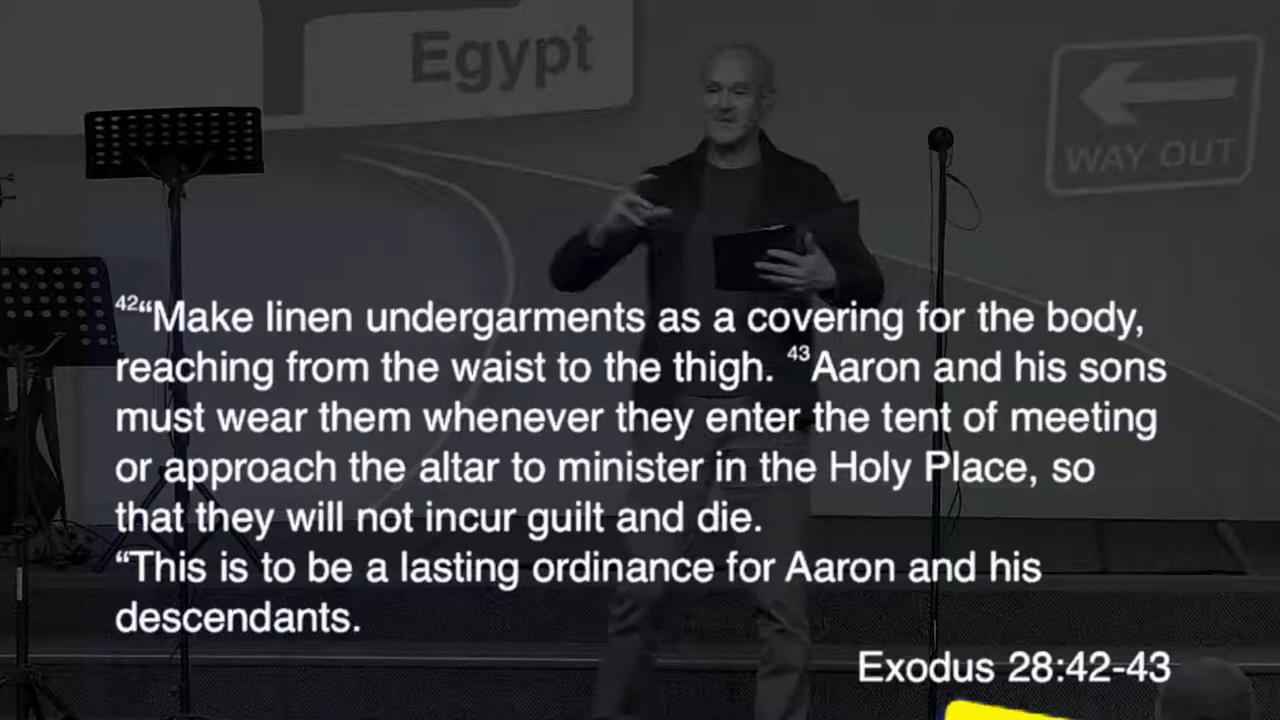 Egypt
WAY OUT
42“Make linen undergarments as a covering for the body,
reaching from the waist to the thigh. 43Aaron and his sons
must wear them whenever they enter the tent of meeting
or approach the altar to minister in the Holy Place, so
that they will not incur guilt and die.
“This is to be a lasting ordinance for Aaron and his
descendants.
Exodus 28:42-43